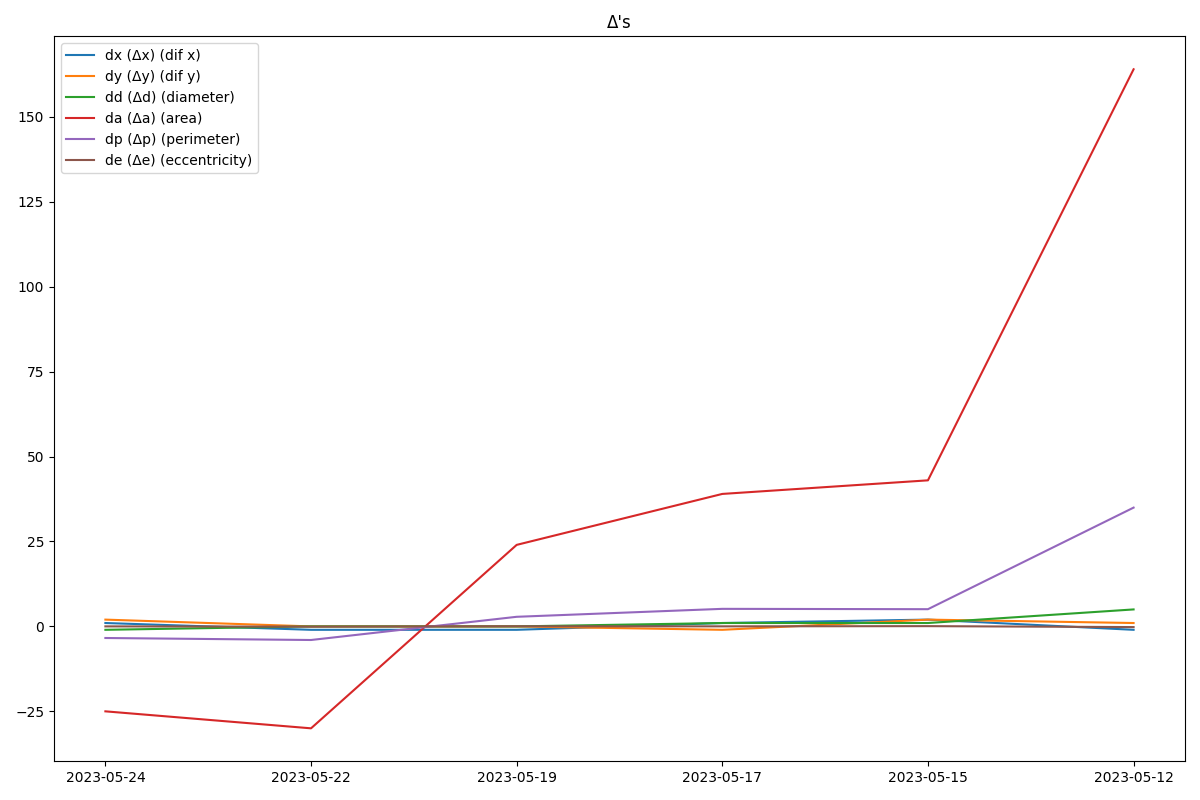 Δ's
dx (Δx) (dif x)
dy (Δy) (dif y)
dd (Δd) (diameter)
da (Δa) (area)
dp (Δp) (perimeter)
de (Δe) (eccentricity)
150
125
100
75
50
25
0
−25
2023-05-24 2023-05-22 2023-05-19 2023-05-17 2023-05-15 2023-05-12